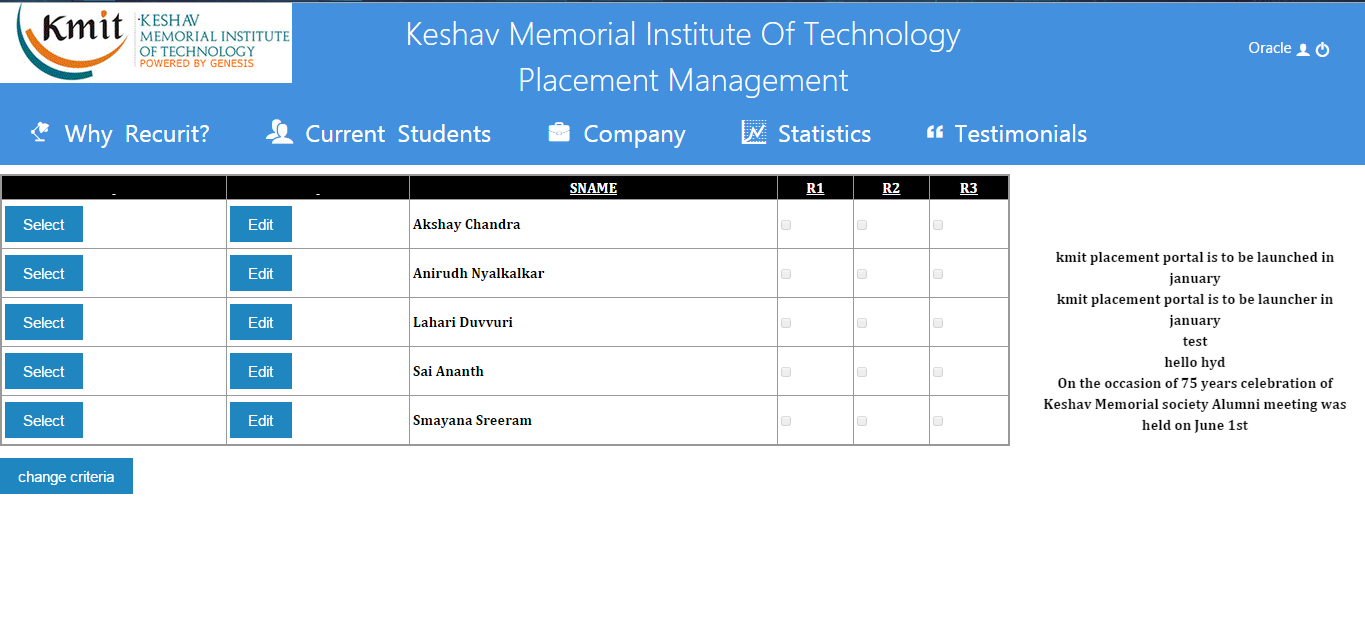 Kmit KESHAV
MEMORIAL INSTITUTE
OF TECHNOLOGY
POWERED BY GENESIS
Keshav Memorial Institute Of Technology
Placement Management
Oracle
Why Recurit? Current Students Company Statistics Testimonials
- - SNAME R1 R2 R3
Select Edit Akshay Chandra
Select Edit Anirudh Nyalkalkar
Select Edit Lahari Duvvuri
Select Edit Sai Ananth
Select Edit Smayana Sreeram
change criteria
kmit placement portal is to be launched in
january
kmit placement portal is to be launcher in
january
test
hello hyd
On the occasion of 75 years celebration of
Keshav Memorial society Alumni meeting was
held on June 1st